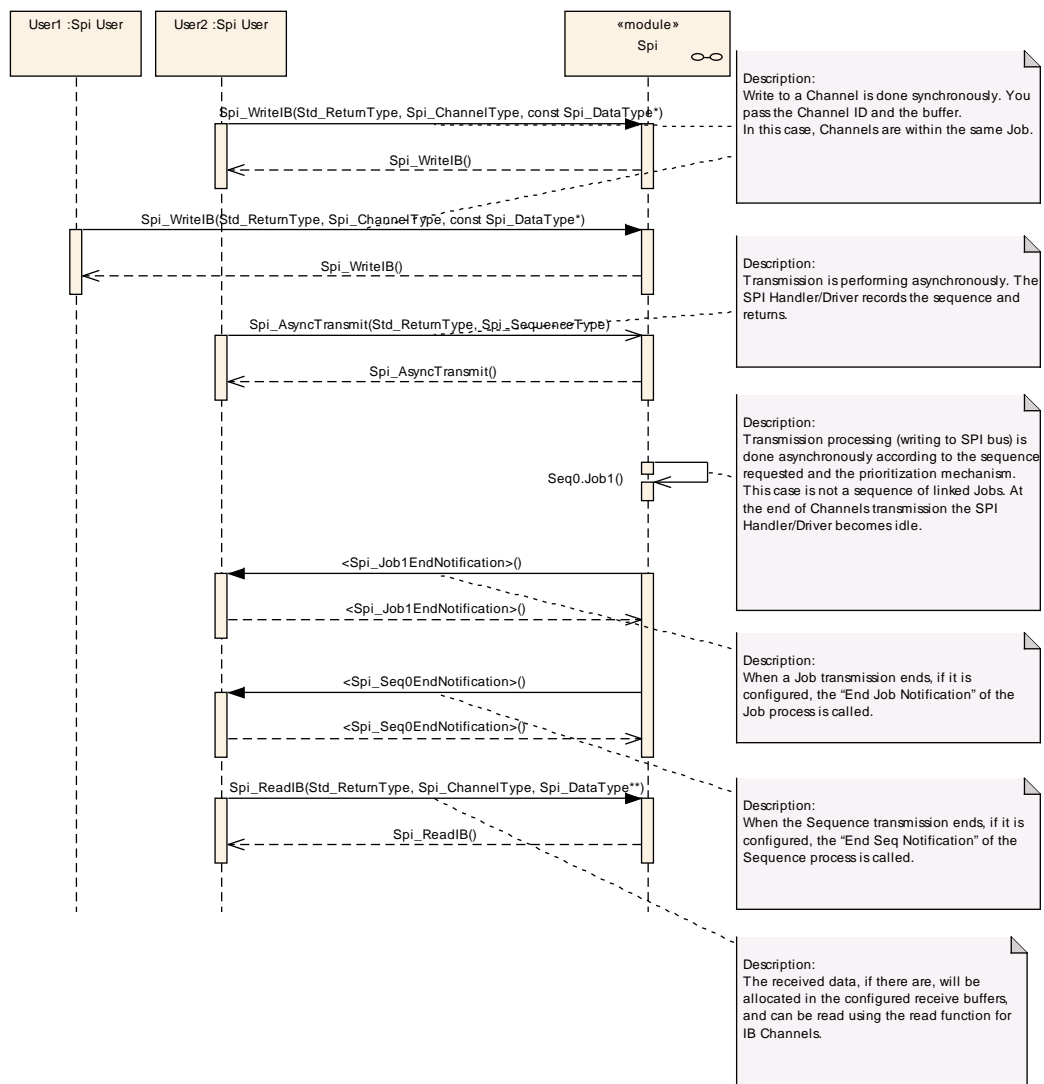 User1 :Spi User
User2 :Spi User
«module»
Spi
Description:
Write to a Channel is done synchronously. You
pass the Channel ID and the buffer.
In this case, Channels are within the same Job.
Spi_WriteIB(Std_ReturnType, Spi_ChannelType, const Spi_DataType*)
Spi_WriteIB()
Spi_WriteIB(Std_ReturnType, Spi_ChannelType, const Spi_DataType*)
Spi_WriteIB()
Description:
Transmission is performing asynchronously. The
SPI Handler/Driver records the sequence and
returns.
Spi_AsyncTransmit(Std_ReturnType, Spi_SequenceType)
Spi_AsyncTransmit()
Description:
Transmission processing (writing to SPI bus) is
done asynchronously according to the sequence
requested and the prioritization mechanism.
This case is not a sequence of linked Jobs. At
the end of Channels transmission the SPI
Handler/Driver becomes idle.
Seq0.Job1()
<Spi_Job1EndNotification>()
<Spi_Job1EndNotification>()
Description:
When a Job transmission ends, if it is
configured, the “End Job Notification” of the
Job process is called.
<Spi_Seq0EndNotification>()
<Spi_Seq0EndNotification>()
Description:
When the Sequence transmission ends, if it is
configured, the “End Seq Notification” of the
Sequence process is called.
Spi_ReadIB(Std_ReturnType, Spi_ChannelType, Spi_DataType**)
Spi_ReadIB()
Description:
The received data, if there are, will be
allocated in the configured receive buffers,
and can be read using the read function for
IB Channels.